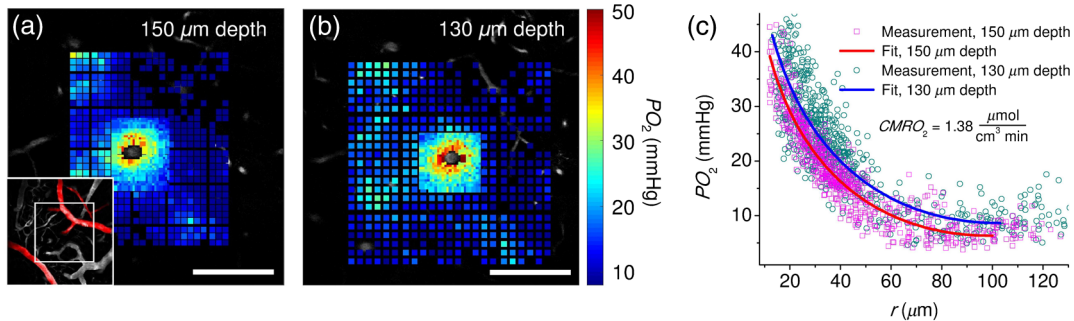 (a) 150 µm depth
(b) 130 µm depth
50
40
30
20
10
PO₂ (mmHg)
(c)
Measurement, 150 µm depth
Fit, 150 µm depth
Measurement, 130 µm depth
Fit, 130 µm depth
CMRO₂ = 1.38 µmol
cm³ min
PO₂ (mmHg)
40
30
20
10
20 40 60 80 100 120
r (µm)